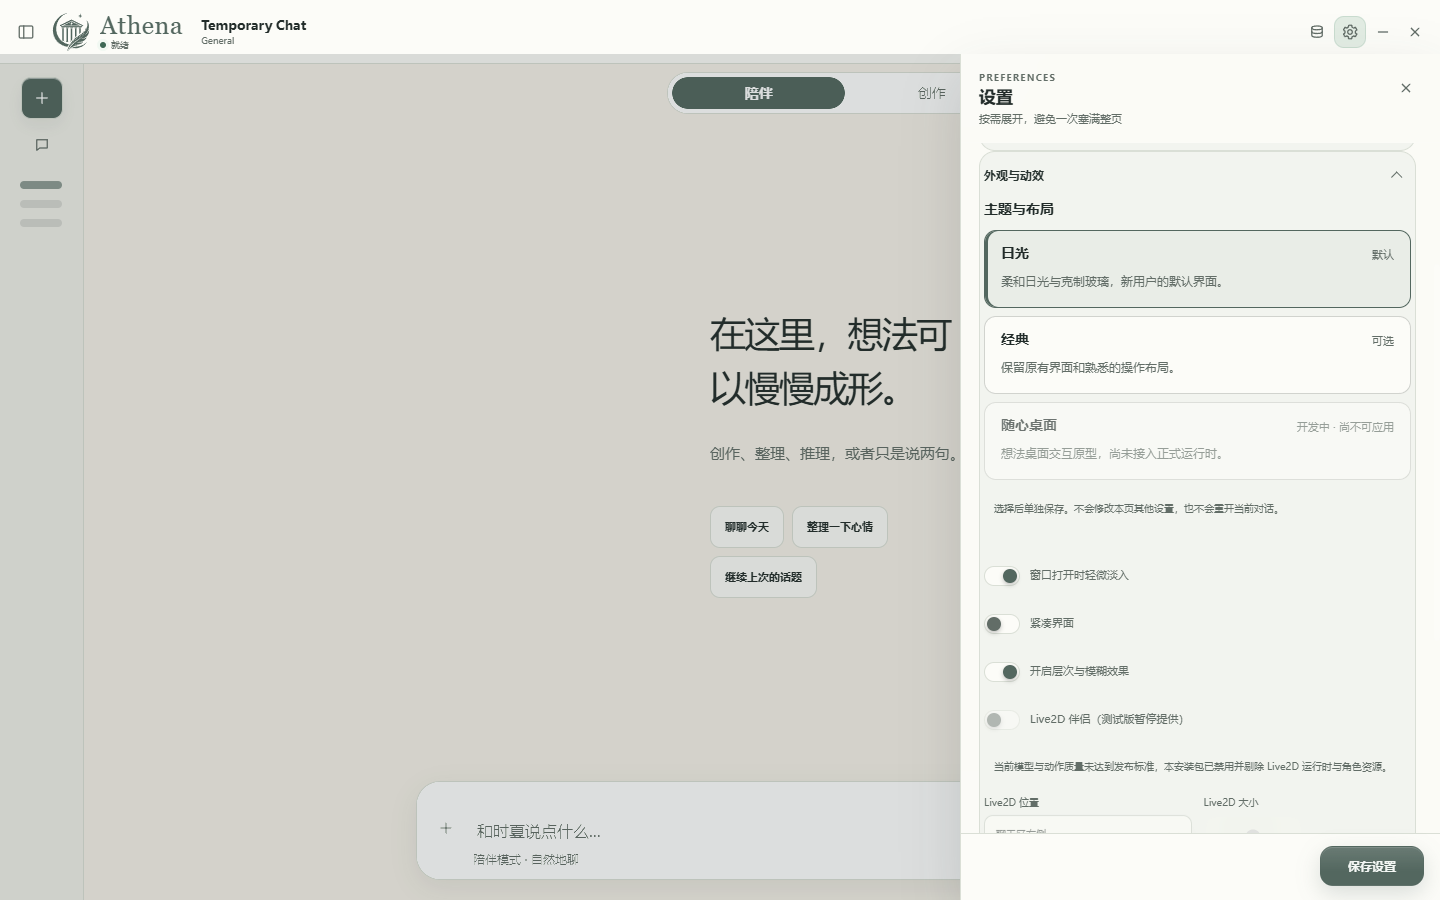 Athena
就绪
Temporary Chat
General
陪伴
创作
在这里，想法可
以慢慢成形。
创作、整理、推理，或者只是说两句。
聊聊今天
整理一下心情
继续上次的话题
和时夏说点什么...
陪伴模式 · 自然地聊
PREFERENCES
设置
按需展开，避免一次塞满整页
外观与动效
主题与布局
日光
默认
柔和日光与克制玻璃，新用户的默认界面。
经典
可选
保留原有界面和熟悉的操作布局。
随心桌面
开发中 · 尚不可应用
想法桌面交互原型，尚未接入正式运行时。
选择后单独保存。不会修改本页其他设置，也不会重开当前对话。
窗口打开时轻微淡入
紧凑界面
开启层次与模糊效果
Live2D 伴侣（测试版暂停提供）
当前模型与动作质量未达到发布标准，本安装包已禁用并剔除 Live2D 运行时与角色资源。
Live2D 位置
Live2D 大小
保存设置